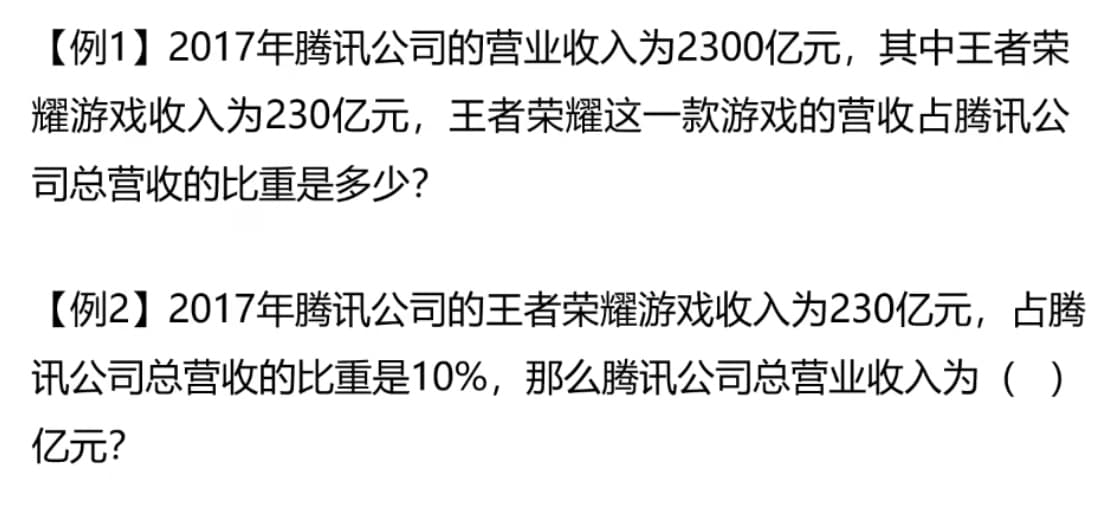 【例1】2017年腾讯公司的营业收入为2300亿元，其中王者荣
耀游戏收入为230亿元，王者荣耀这一款游戏的营收占腾讯公
司总营收的比重是多少？
【例2】2017年腾讯公司的王者荣耀游戏收入为230亿元，占腾
讯公司总营收的比重是10%，那么腾讯公司总营业收入为（ ）
亿元？